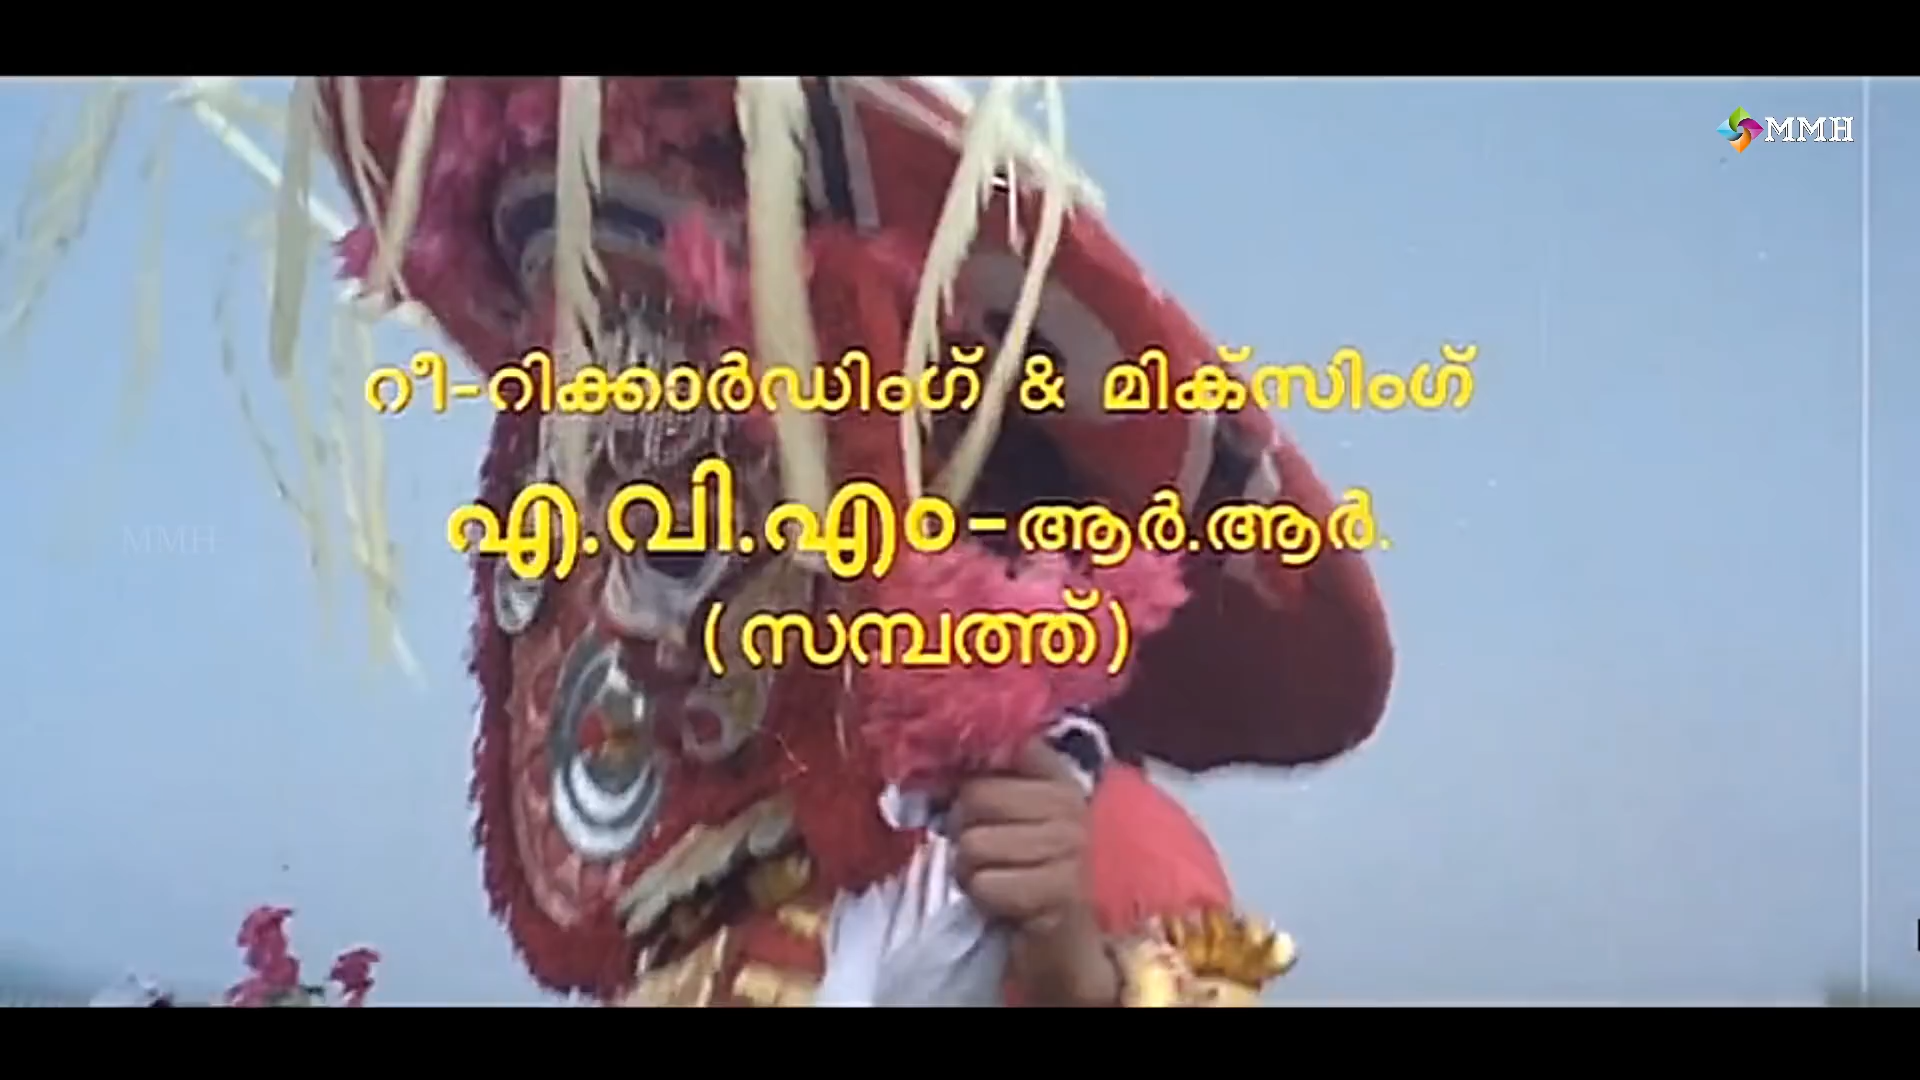 MMH
റീ-റിക്കാർഡിംഗ് & മിക്സിംഗ്
എ.വി.എം-ആർ.ആർ.
MMH
(സമ്പത്ത്)